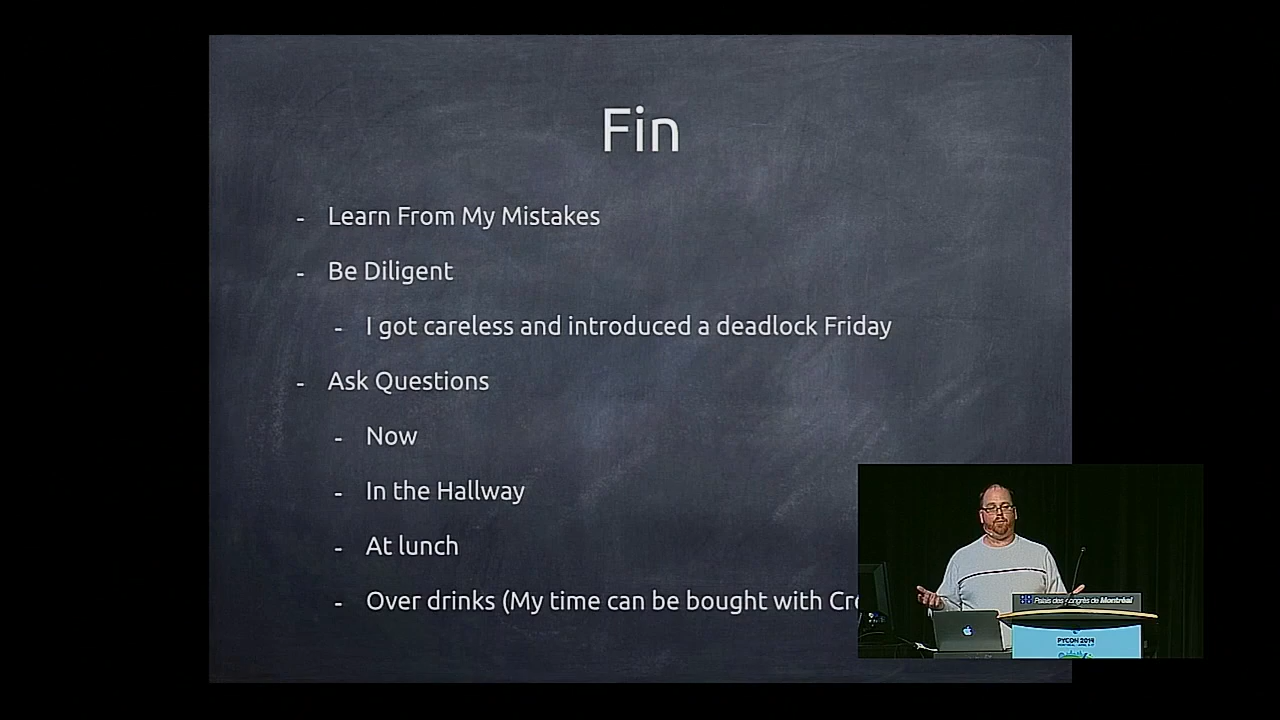 Fin
- Learn From My Mistakes
- Be Diligent
- I got careless and introduced a deadlock Friday
- Ask Questions
- Now
- In the Hallway
- At lunch
- Over drinks (My time can be bought with Cre
Palais des congrès de Montréal
PYCON 2014